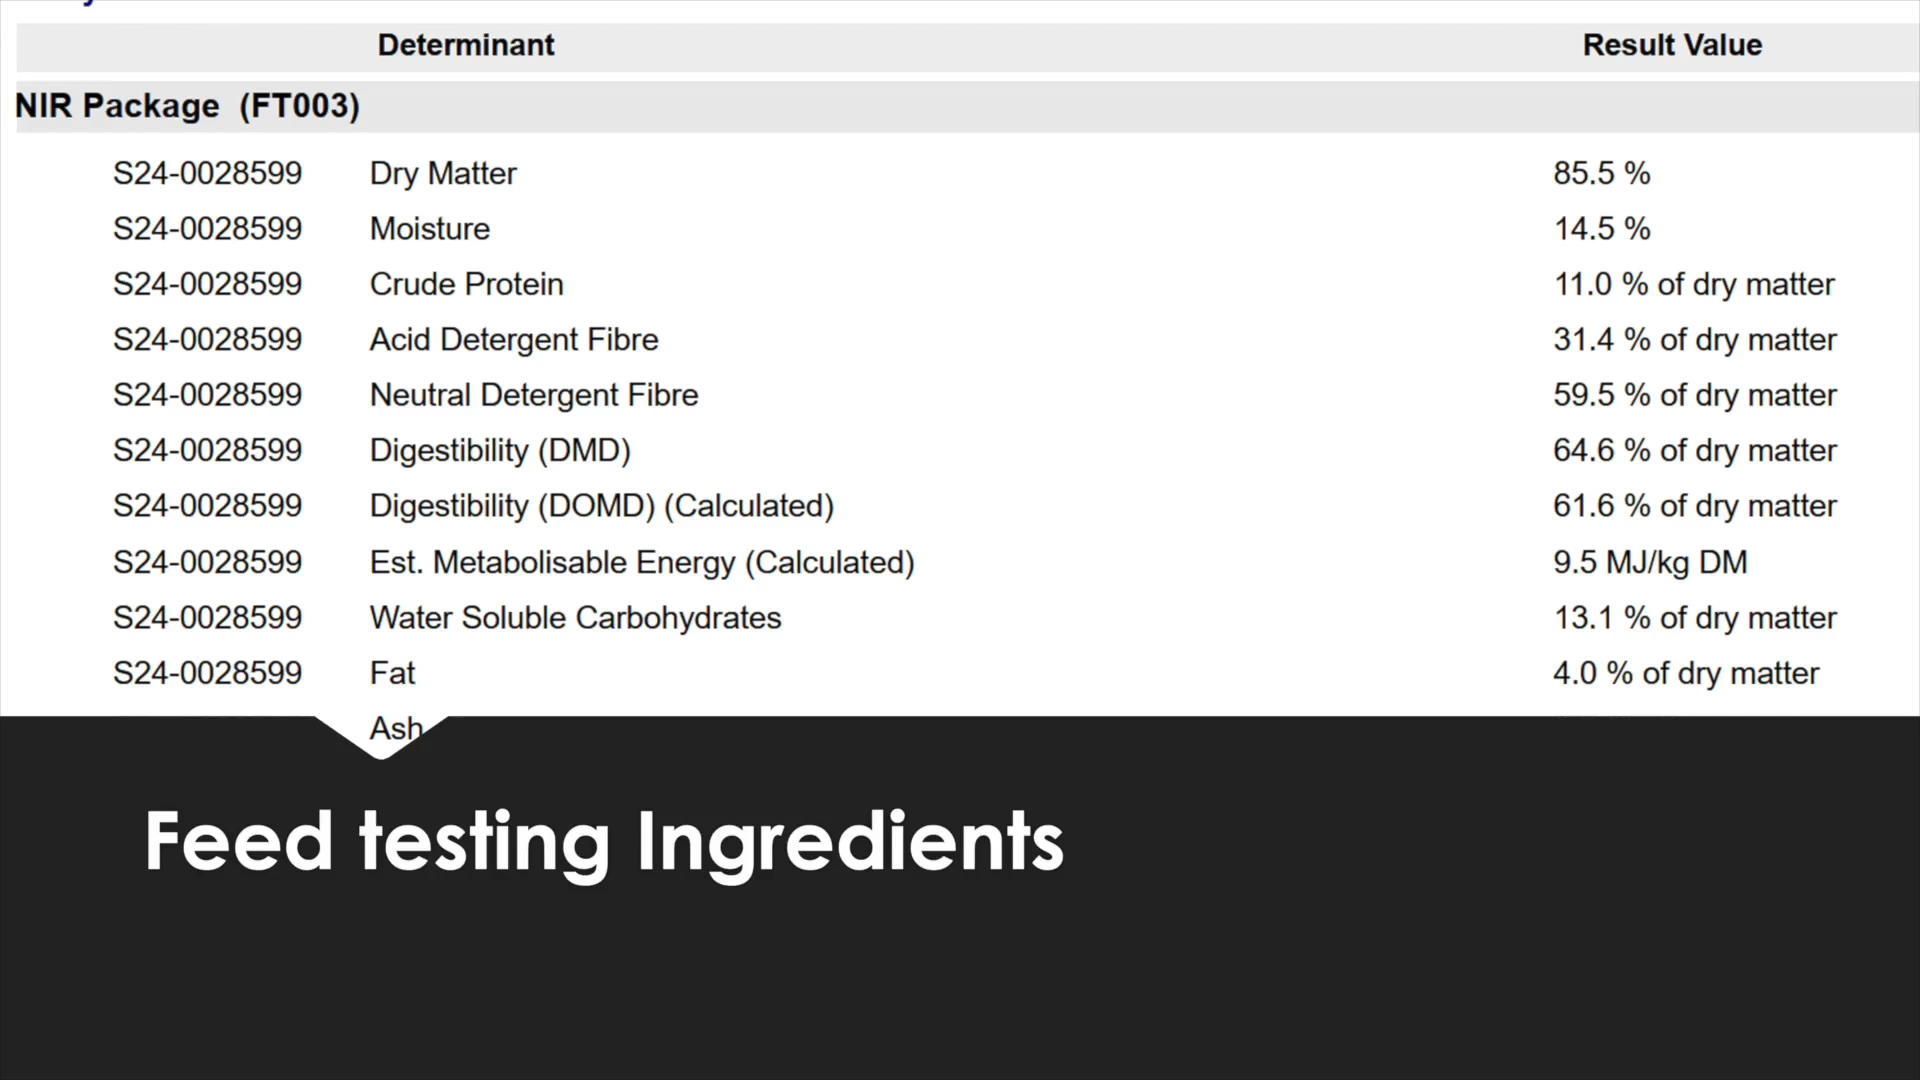 Determinant Result Value
NIR Package (FT003)
S24-0028599 Dry Matter 85.5 %
S24-0028599 Moisture 14.5 %
S24-0028599 Crude Protein 11.0 % of dry matter
S24-0028599 Acid Detergent Fibre 31.4 % of dry matter
S24-0028599 Neutral Detergent Fibre 59.5 % of dry matter
S24-0028599 Digestibility (DMD) 64.6 % of dry matter
S24-0028599 Digestibility (DOMD) (Calculated) 61.6 % of dry matter
S24-0028599 Est. Metabolisable Energy (Calculated) 9.5 MJ/kg DM
S24-0028599 Water Soluble Carbohydrates 13.1 % of dry matter
S24-0028599 Fat 4.0 % of dry matter
Ash
Feed testing Ingredients